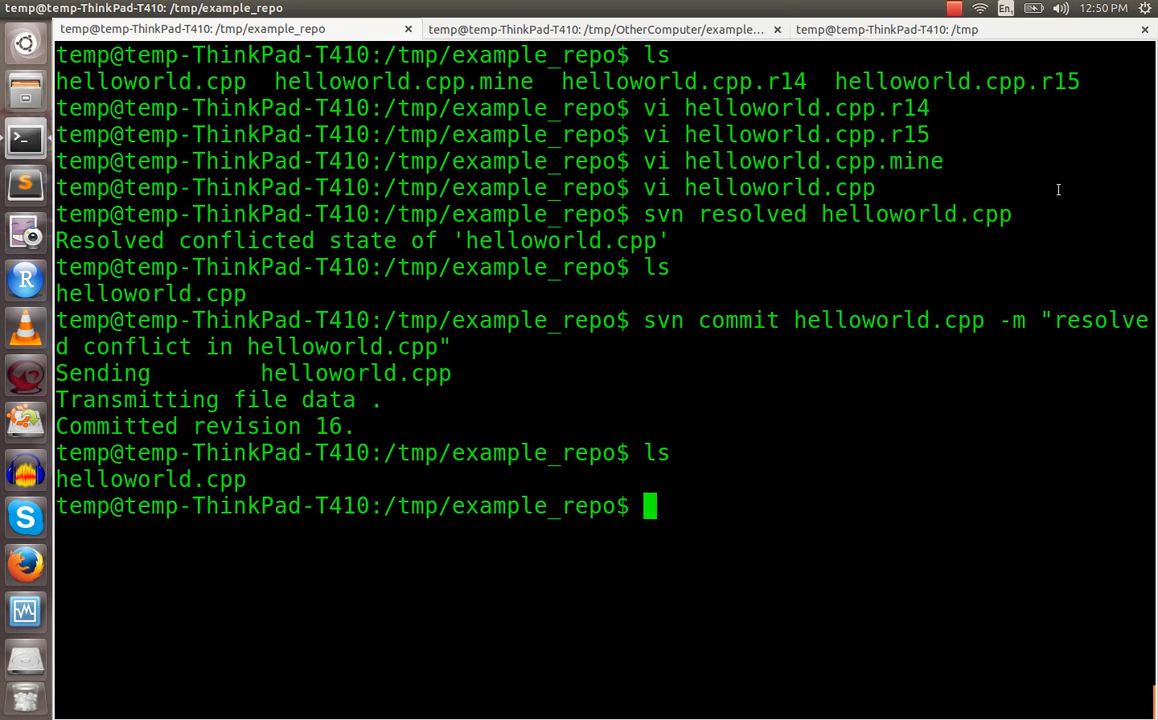 temp@temp-ThinkPad-T410: /tmp/example_repo
En₁ 12:50 PM
temp@temp-ThinkPad-T410: /tmp/example_repo × temp@temp-ThinkPad-T410: /tmp/OtherComputer/example... × temp@temp-ThinkPad-T410: /tmp ×
temp@temp-ThinkPad-T410:/tmp/example_repo$ ls
helloworld.cpp  helloworld.cpp.mine  helloworld.cpp.r14  helloworld.cpp.r15
temp@temp-ThinkPad-T410:/tmp/example_repo$ vi helloworld.cpp.r14
temp@temp-ThinkPad-T410:/tmp/example_repo$ vi helloworld.cpp.r15
temp@temp-ThinkPad-T410:/tmp/example_repo$ vi helloworld.cpp.mine
temp@temp-ThinkPad-T410:/tmp/example_repo$ vi helloworld.cpp
temp@temp-ThinkPad-T410:/tmp/example_repo$ svn resolved helloworld.cpp
Resolved conflicted state of 'helloworld.cpp'
temp@temp-ThinkPad-T410:/tmp/example_repo$ ls
helloworld.cpp
temp@temp-ThinkPad-T410:/tmp/example_repo$ svn commit helloworld.cpp -m "resolve
d conflict in helloworld.cpp"
Sending        helloworld.cpp
Transmitting file data .
Committed revision 16.
temp@temp-ThinkPad-T410:/tmp/example_repo$ ls
helloworld.cpp
temp@temp-ThinkPad-T410:/tmp/example_repo$